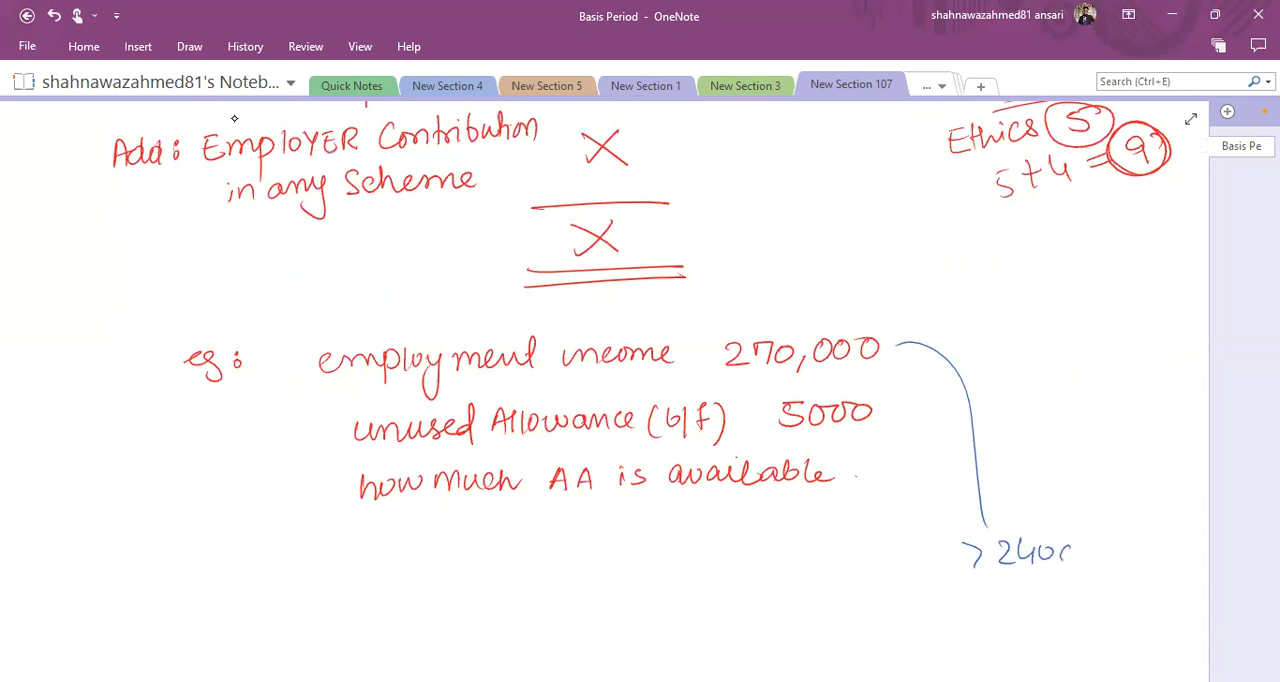 Basis Period - OneNote
shahnawazahmed81 ansari
File Home Insert Draw History Review View Help
shahnawazahmed81's Noteb...
Quick Notes
New Section 4
New Section 5
New Section 1
New Section 3
New Section 107
...
Search (Ctrl+E)
Basis Pe
Add: EMPloYER Contribution X
in any Scheme
X
Ethics 5
5+4 = 9
eg: employment income 270,000
unused Allowance (b/f) 5000
how much AA is available.
> 2400